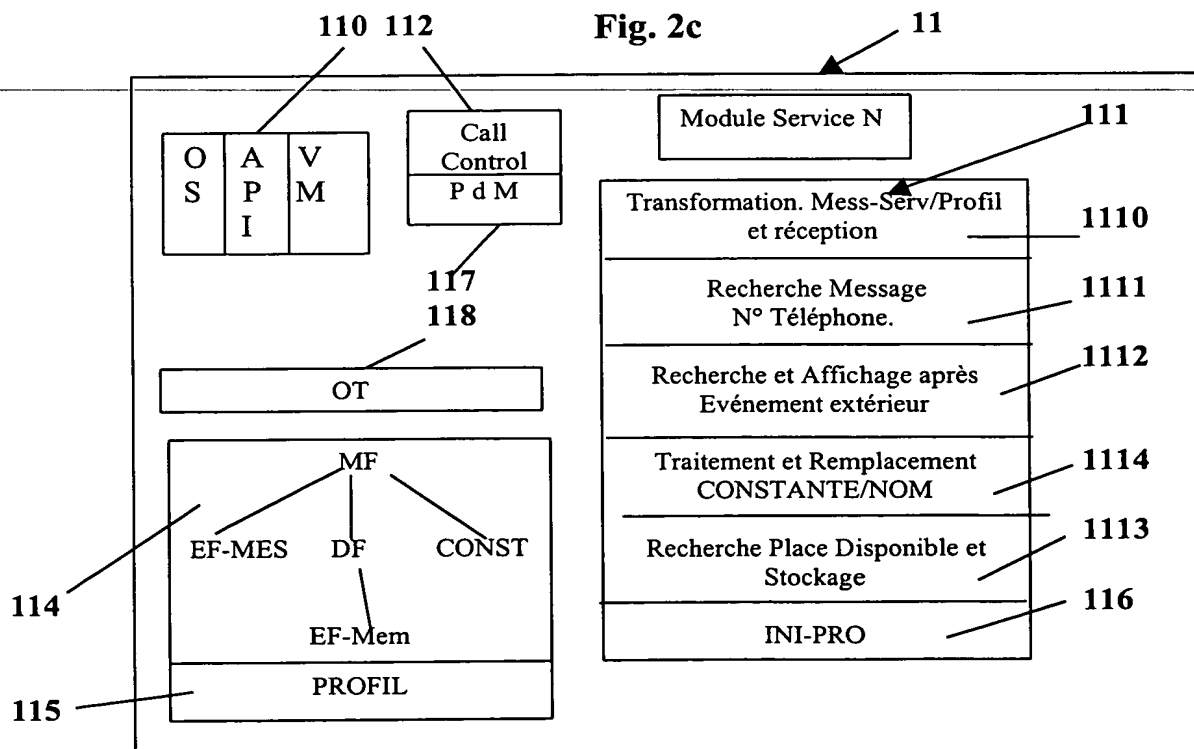 110 112 Fig. 2c 11
O S
A P I
V M
Call
Control
P d M
Module Service N
111
Transformation. Mess-Serv/Profil
et réception
1110
117
118
Recherche Message
N° Téléphone.
1111
OT
Recherche et Affichage après
Evénement extérieur
1112
MF
EF-MES DF CONST
EF-Mem
114
Traitement et Remplacement
CONSTANTE/NOM
1114
Recherche Place Disponible et
Stockage
1113
INI-PRO
116
PROFIL
115